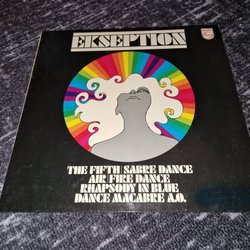 EKSEPTION
THE FIFTH/SABRE DANCE
AIR/FIRE DANCE
RHAPSODY IN BLUE
DANCE MACABRE A.O.